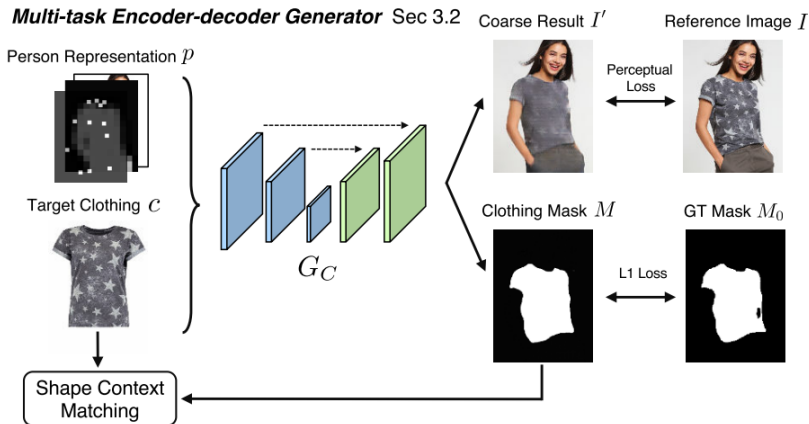 Multi-task Encoder-decoder Generator Sec 3.2
Coarse Result I′
Reference Image I
Person Representation p
Perceptual
Loss
Target Clothing c
G_C
Clothing Mask M
GT Mask M₀
L1 Loss
Shape Context
Matching